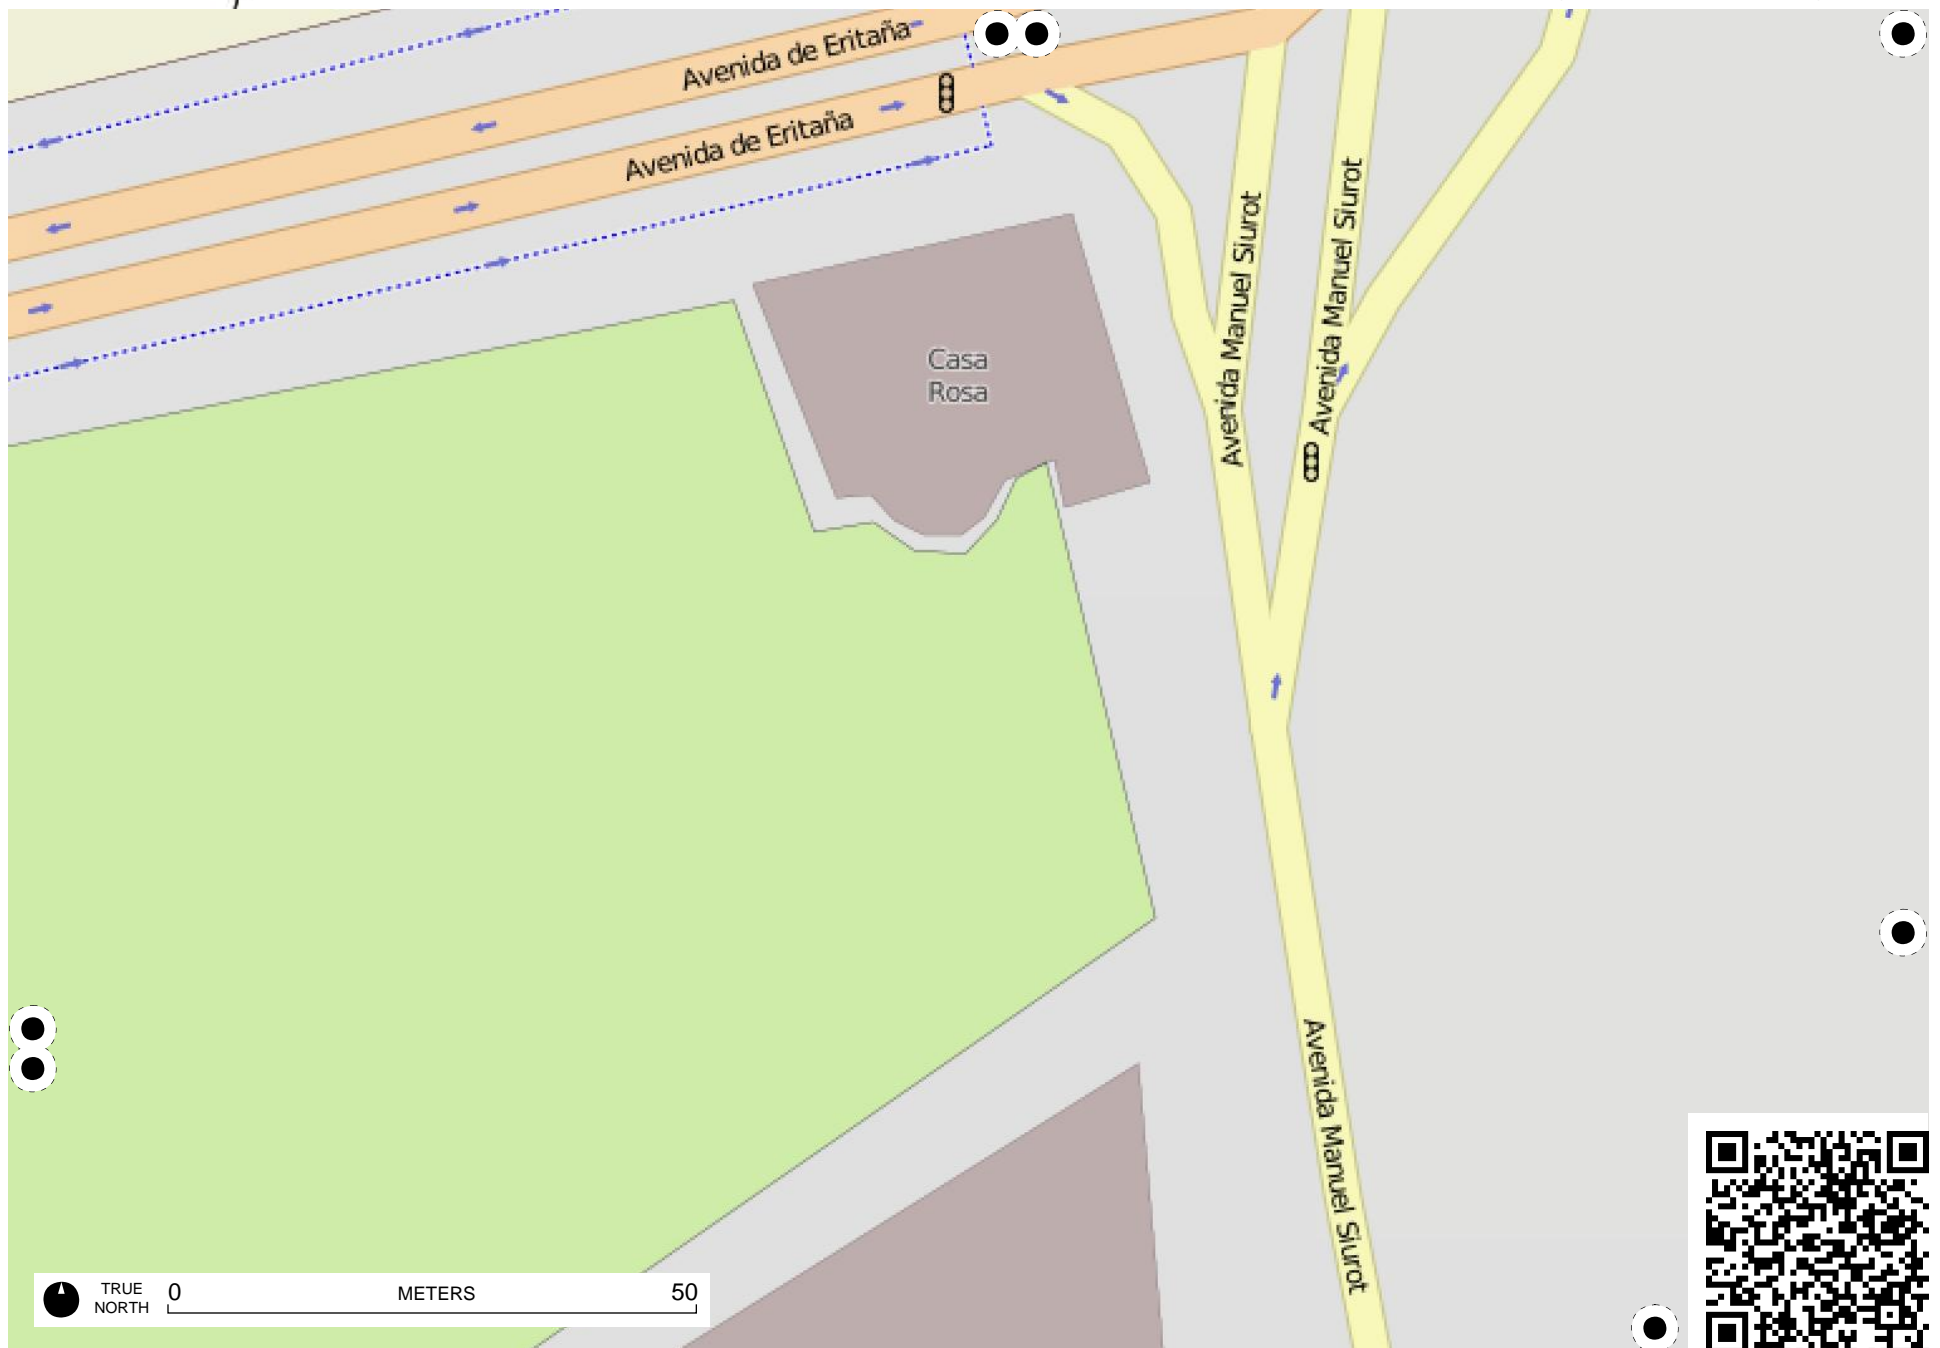 Avenida de Eritaña
Avenida de Eritaña
Avenida Manuel Siurot
Avenida Manuel Siurot
Casa
Rosa
Avenida Manuel Siurot
TRUE
NORTH
0 METERS 50